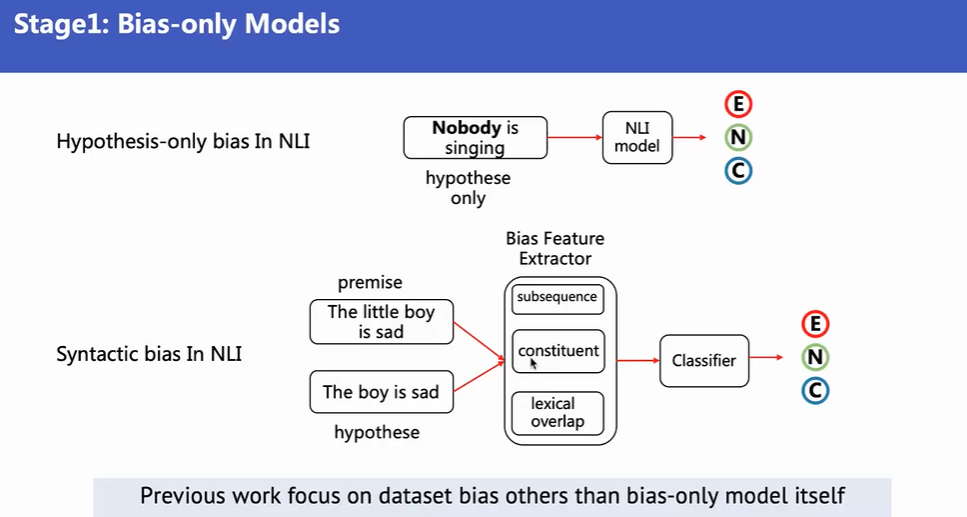 Stage1: Bias-only Models
Hypothesis-only bias In NLI
Nobody is
singing
hypothese
only
NLI
model
E
N
C
Bias Feature
Extractor
Syntactic bias In NLI
premise
The little boy
is sad
The boy is sad
hypothese
subsequence
constituent
lexical
overlap
Classifier
E
N
C
Previous work focus on dataset bias others than bias-only model itself